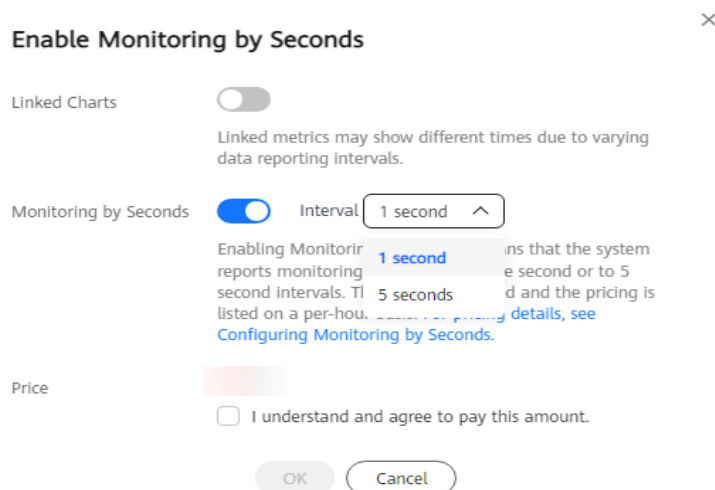 Enable Monitoring by Seconds
Linked Charts
Linked metrics may show different times due to varying
data reporting intervals.
Monitoring by Seconds Interval 1 second
Enabling Monitorin ns that the system
1 second
reports monitoring e second or to 5
second intervals. Th d and the pricing is
5 seconds
listed on a per-hour pricing details, see
Configuring Monitoring by Seconds.
Price
I understand and agree to pay this amount.
OK Cancel